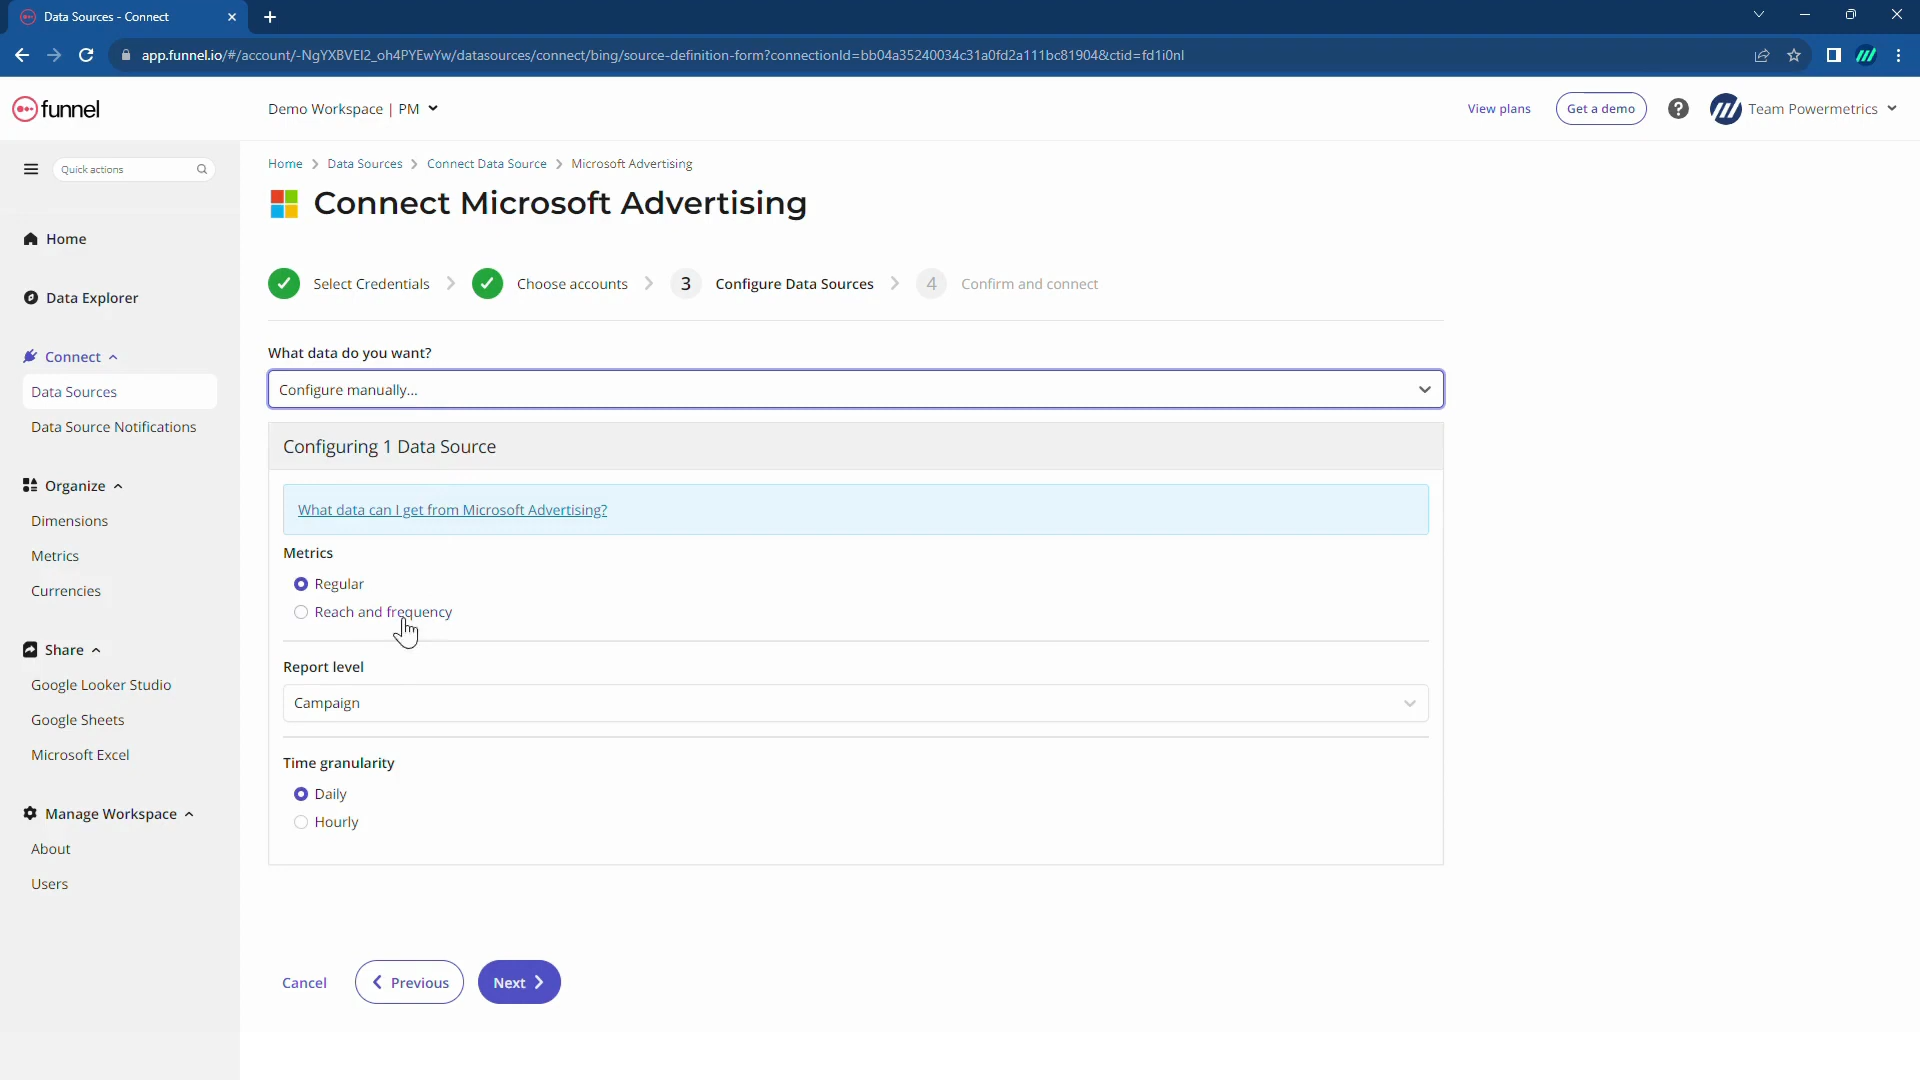 Data Sources - Connect
app.funnel.io/#/account/-NgYXBVEI2_oh4PYEwYw/datasources/connect/bing/source-definition-form?connectionId=bb04a35240034c31a0fd2a111bc81904&ctid=fd1i0nl
funnel
Demo Workspace | PM
View plans
Get a demo
?
Team Powermetrics
Quick actions
Home
Data Explorer
Connect
Data Sources
Data Source Notifications
Organize
Dimensions
Metrics
Currencies
Share
Google Looker Studio
Google Sheets
Microsoft Excel
Manage Workspace
About
Users
Home > Data Sources > Connect Data Source > Microsoft Advertising
Connect Microsoft Advertising
Select Credentials
Choose accounts
3 Configure Data Sources
4 Confirm and connect
What data do you want?
Configure manually...
Configuring 1 Data Source
What data can I get from Microsoft Advertising?
Metrics
Regular
Reach and frequency
Report level
Campaign
Time granularity
Daily
Hourly
Cancel
Previous
Next